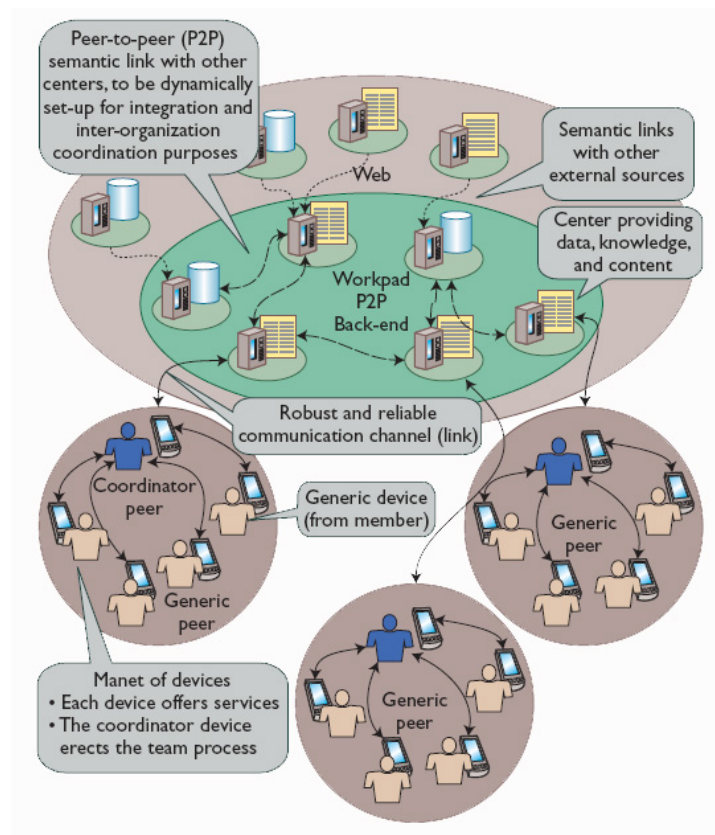 Peer-to-peer (P2P)
semantic link with other
centers, to be dynamically
set-up for integration and
inter-organization
coordination purposes
Web
Semantic links
with other
external sources
Center providing
data, knowledge,
and content
Workpad
P2P
Back-end
Robust and reliable
communication channel (link)
Coordinator
peer
Generic device
(from member)
Generic
peer
Generic
peer
Manet of devices
• Each device offers services
• The coordinator device
erects the team process
Generic
peer